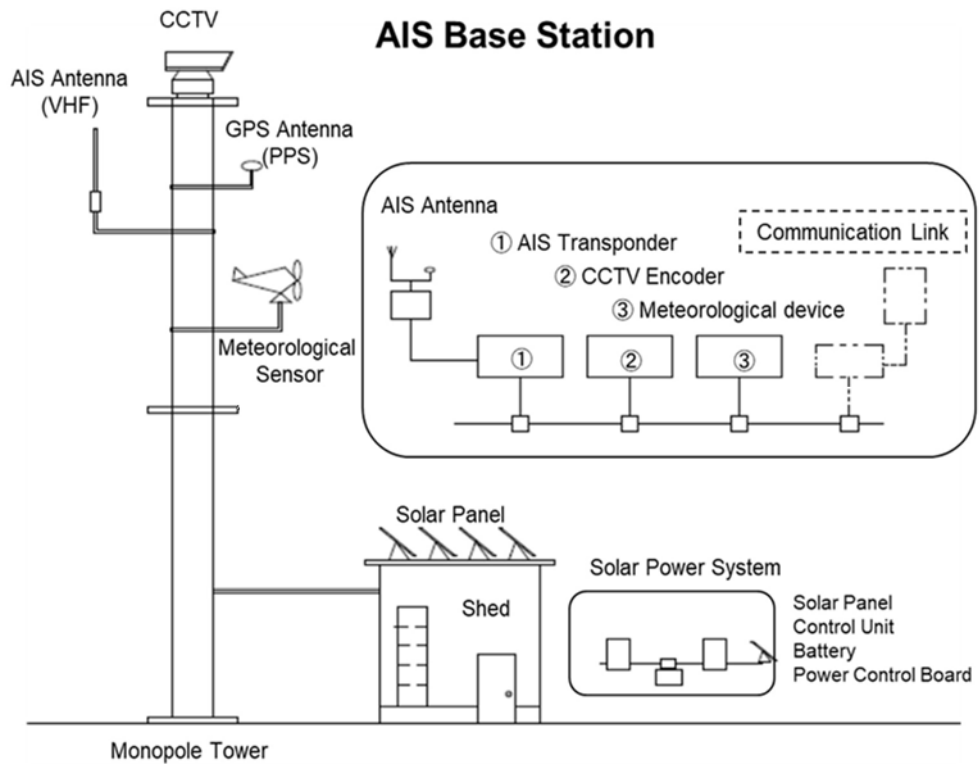 AIS Base Station
CCTV
AIS Antenna
(VHF)
GPS Antenna
(PPS)
Meteorological
Sensor
AIS Antenna
① AIS Transponder
② CCTV Encoder
③ Meteorological device
Communication Link
①
②
③
Solar Panel
Shed
Solar Power System
Solar Panel
Control Unit
Battery
Power Control Board
Monopole Tower